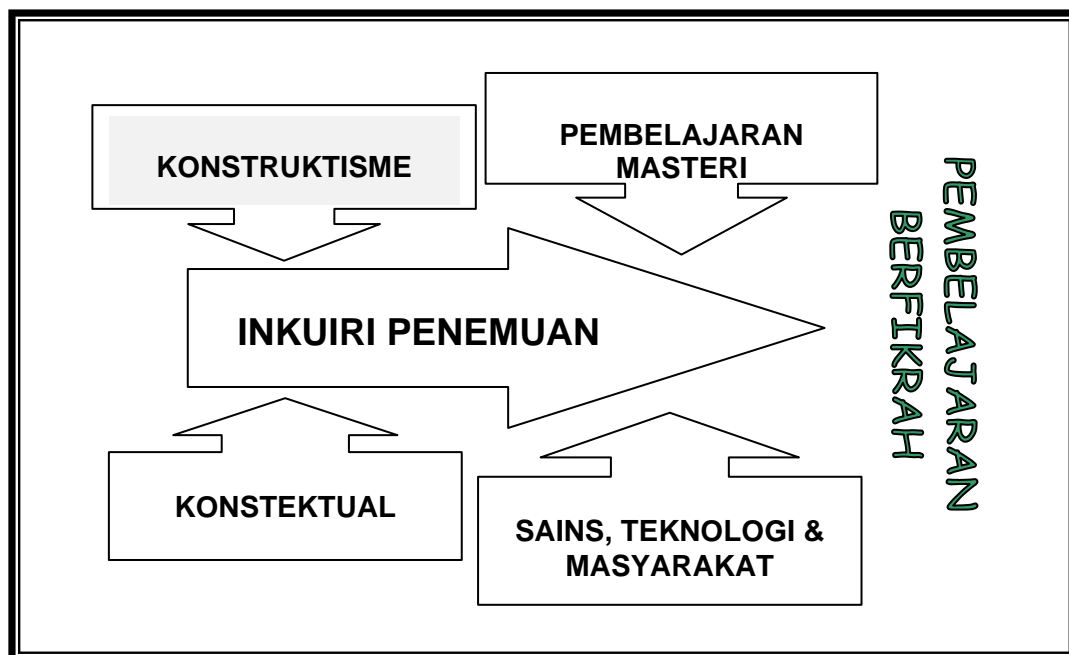 KONSTRUKTISME
PEMBELAJARAN
MASTERI
INKUIRI PENEMUAN
KONSTEKTUAL
SAINS, TEKNOLOGI &
MASYARAKAT
PEMBELAJARAN
BERFIKRAH